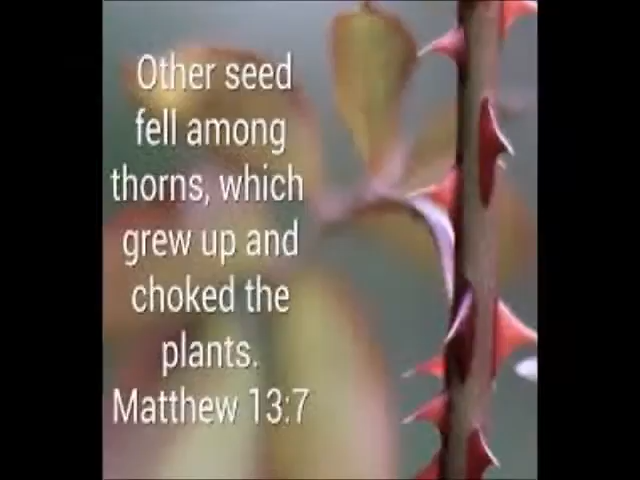 Other seed
fell among
thorns, which
grew up and
choked the
plants.
Matthew 13:7